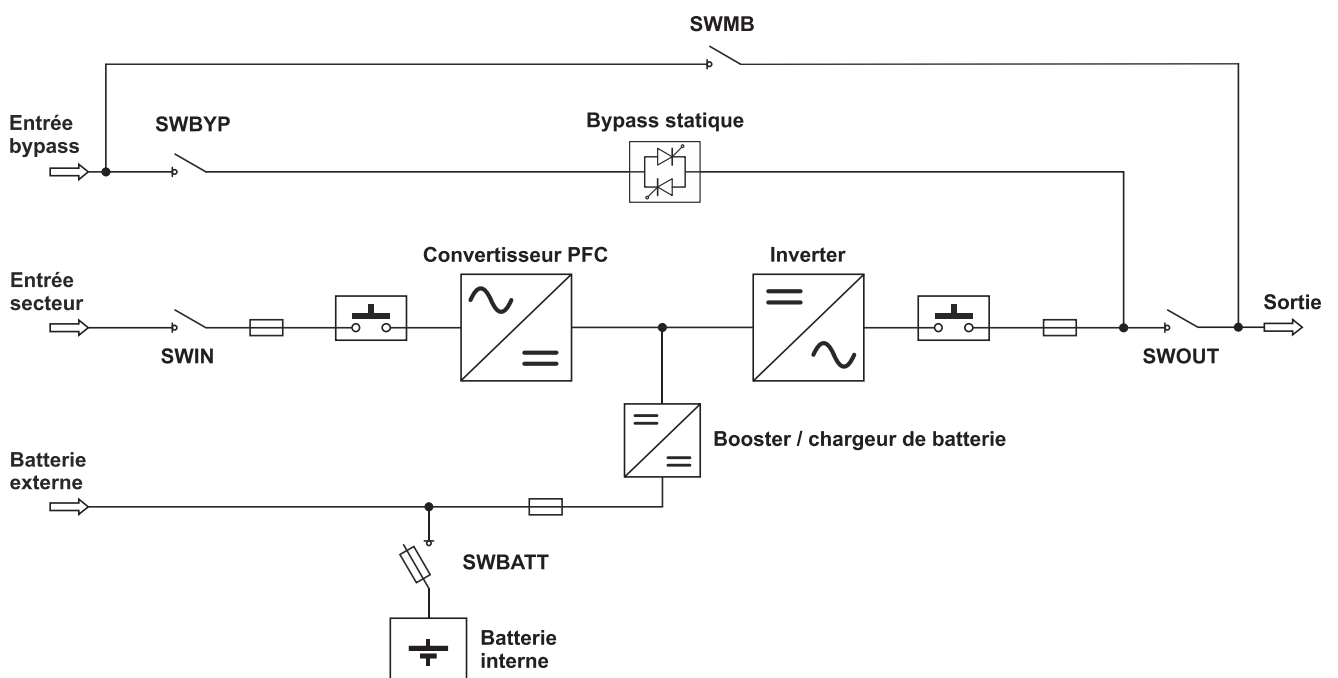 SWMB
Entrée
bypass
SWBYP
Bypass statique
Entrée
secteur
SWIN
Convertisseur PFC
Inverter
Sortie
SWOUT
Booster / chargeur de batterie
Batterie
externe
SWBATT
Batterie
interne